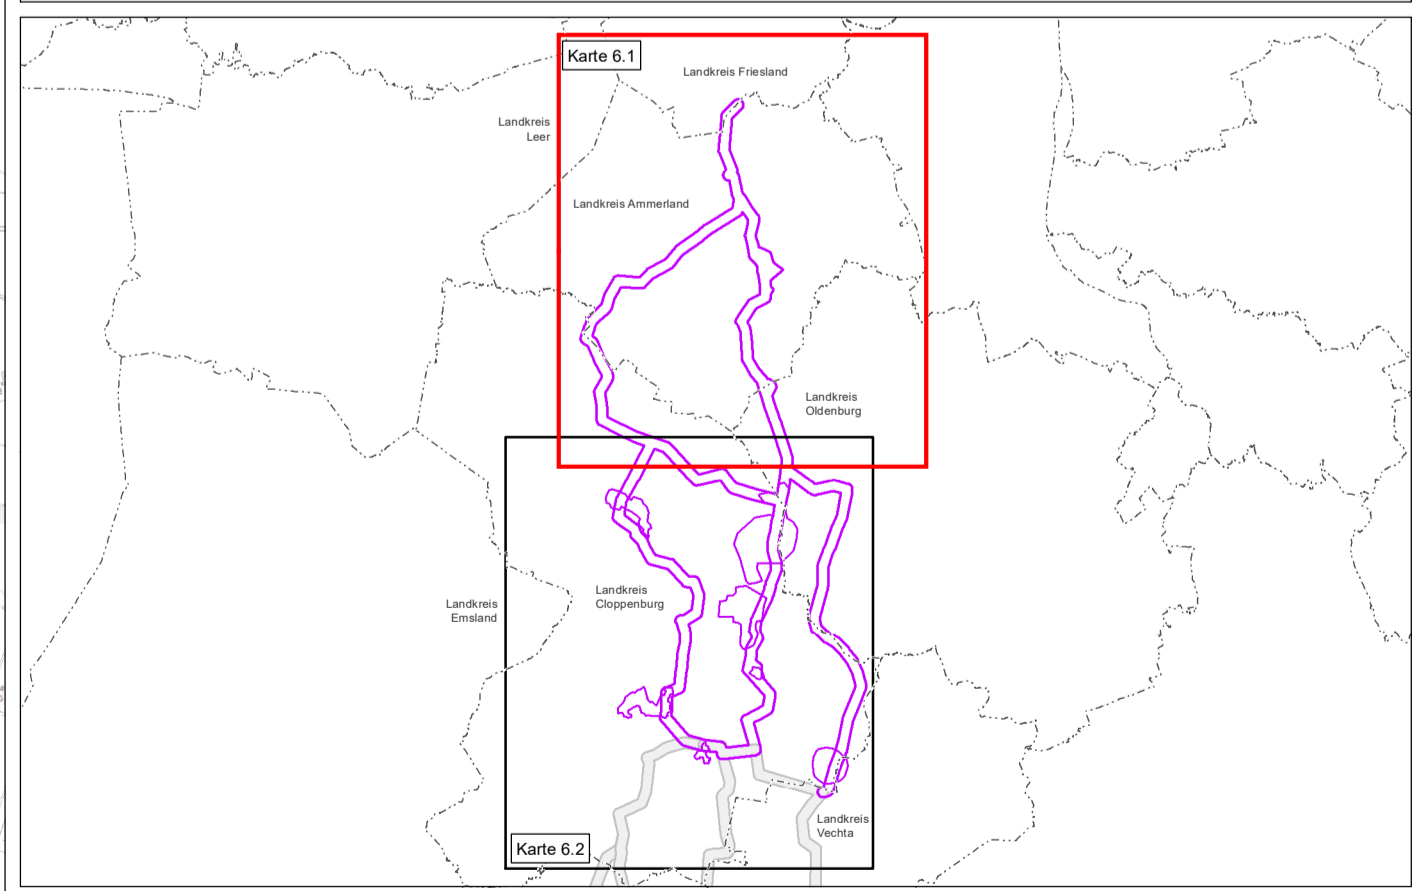 Karte 6.1
Landkreis Friesland
Landkreis
Leer
Landkreis Ammerland
Landkreis
Oldenburg
Landkreis
Cloppenburg
Landkreis
Emsland
Landkreis
Vechta
Karte 6.2